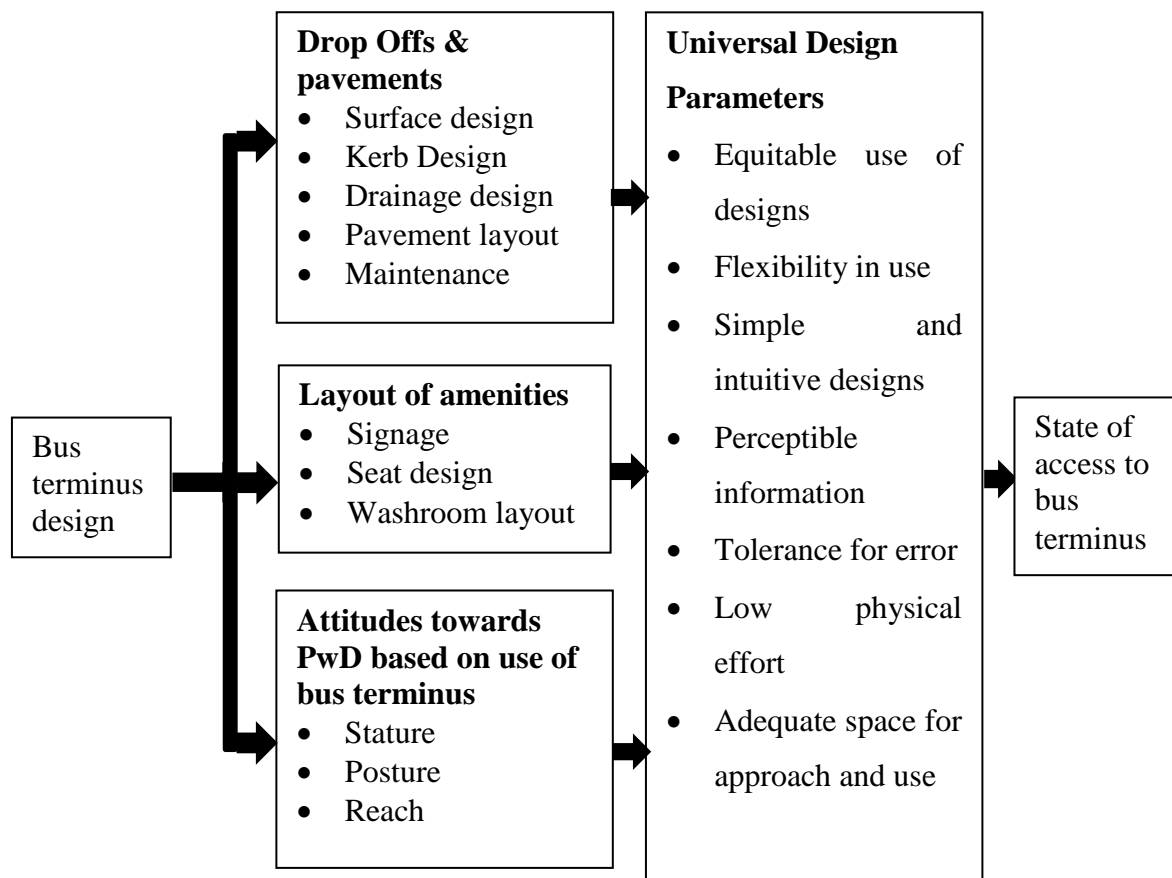 Bus
terminus
design
Drop Offs &
pavements
• Surface design
• Kerb Design
• Drainage design
• Pavement layout
• Maintenance
Layout of amenities
• Signage
• Seat design
• Washroom layout
Attitudes towards
PwD based on use of
bus terminus
• Stature
• Posture
• Reach
Universal Design
Parameters
• Equitable use of
designs
• Flexibility in use
• Simple and
intuitive designs
• Perceptible
information
• Tolerance for error
• Low physical
effort
• Adequate space for
approach and use
State of
access to
bus
terminus